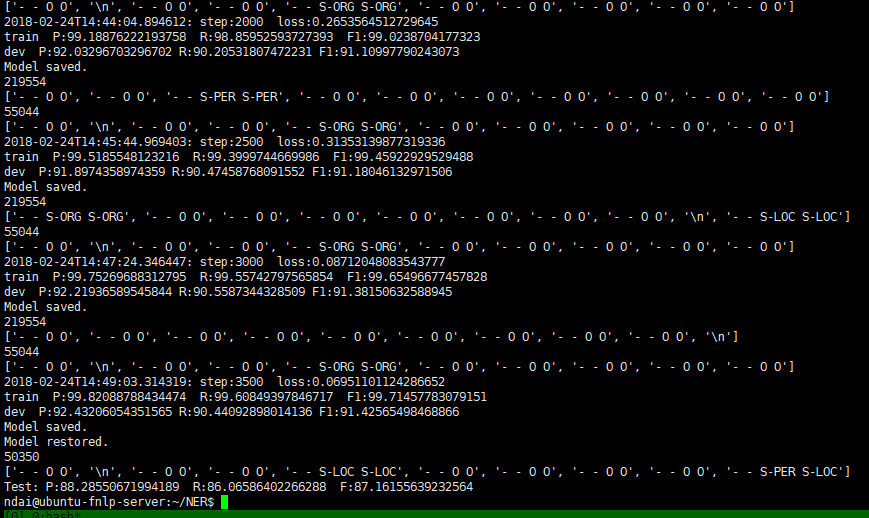 ['- - O O', '\n', '- - O O', '- - O O', '- - S-ORG S-ORG', '- - O O', '- - O O', '- - O O', '- - O O', '- - O O']
2018-02-24T14:44:04.894612: step:2000  loss:0.2653564512729645
train  P:99.18876222193758  R:98.85952593727393  F1:99.0238704177323
dev  P:92.03296703296702 R:90.20531807472231 F1:91.10997790243073
Model saved.
219554
['- - O O', '- - O O', '- - S-PER S-PER', '- - O O', '- - O O', '- - O O', '- - O O', '- - O O', '- - O O', '- - O O']
55044
['- - O O', '\n', '- - O O', '- - O O', '- - S-ORG S-ORG', '- - O O', '- - O O', '- - O O', '- - O O', '- - O O']
2018-02-24T14:45:44.969403: step:2500  loss:0.31353139877319336
train  P:99.5185548123216  R:99.3999744669986  F1:99.45922929529488
dev  P:91.8974358974359 R:90.47458768091552 F1:91.18046132971506
Model saved.
219554
['- - S-ORG S-ORG', '- - O O', '- - O O', '- - O O', '- - O O', '- - O O', '- - O O', '- - O O', '\n', '- - S-LOC S-LOC']
55044
['- - O O', '\n', '- - O O', '- - O O', '- - S-ORG S-ORG', '- - O O', '- - O O', '- - O O', '- - O O', '- - O O']
2018-02-24T14:47:24.346447: step:3000  loss:0.08712048083543777
train  P:99.75269688312795  R:99.55742797565854  F1:99.65496677457828
dev  P:92.21936589545844 R:90.5587344328509 F1:91.38150632588945
Model saved.
219554
['- - O O', '- - O O', '- - O O', '- - O O', '- - O O', '- - O O', '- - O O', '- - O O', '- - O O', '\n']
55044
['- - O O', '\n', '- - O O', '- - O O', '- - S-ORG S-ORG', '- - O O', '- - O O', '- - O O', '- - O O', '- - O O']
2018-02-24T14:49:03.314319: step:3500  loss:0.06951101124286652
train  P:99.82088788434474  R:99.60849397846717  F1:99.71457783079151
dev  P:92.43206054351565 R:90.44092898014136 F1:91.42565498468866
Model saved.
Model restored.
50350
['- - O O', '\n', '- - O O', '- - O O', '- - S-LOC S-LOC', '- - O O', '- - O O', '- - O O', '- - O O', '- - S-PER S-LOC']
Test: P:88.28550671994189  R:86.06586402266288  F:87.16155639232564
ndai@ubuntu-fnlp-server:~/NER$
[0] 0:bash*